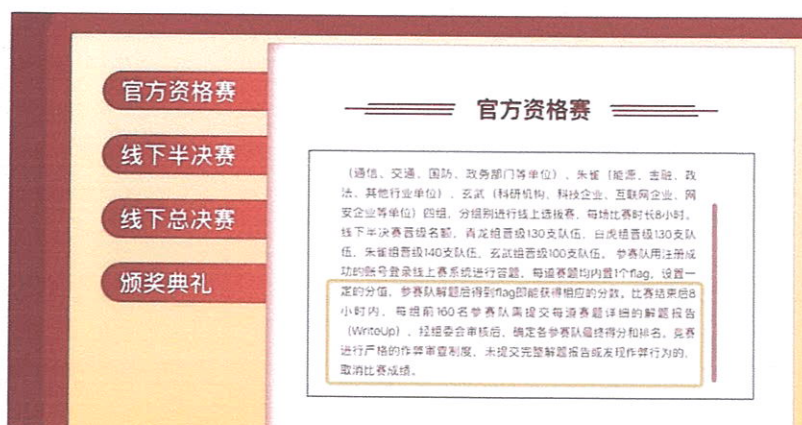 官方资格赛
线下半决赛
线下总决赛
颁奖典礼
官方资格赛
(通信、交通、国防、政务部门等单位)、朱雀(能源、金融、政
法、其他行业单位)、玄武(科研机构、科技企业、互联网企业、网
安企业等单位)四组,分组别进行线上选拔赛,每场比赛时长8小时。
线下半决赛晋级名额,青龙组晋级130支队伍、白虎组晋级130支队
伍、朱雀组晋级140支队伍、玄武组晋级100支队伍。参赛队用注册成
功的账号登录线上赛系统进行答题,每道赛题均内置1个flag,设置一
定的分值,参赛队解题后得到flag即能获得相应的分数。比赛结束后8
小时内,每组前160名参赛队需提交每道赛题详细的解题报告
(WriteUp),经组委会审核后,确定各参赛队最终得分和排名。竞赛
进行严格的作弊审查制度,未提交完整解题报告或发现作弊行为的,
取消比赛成绩。